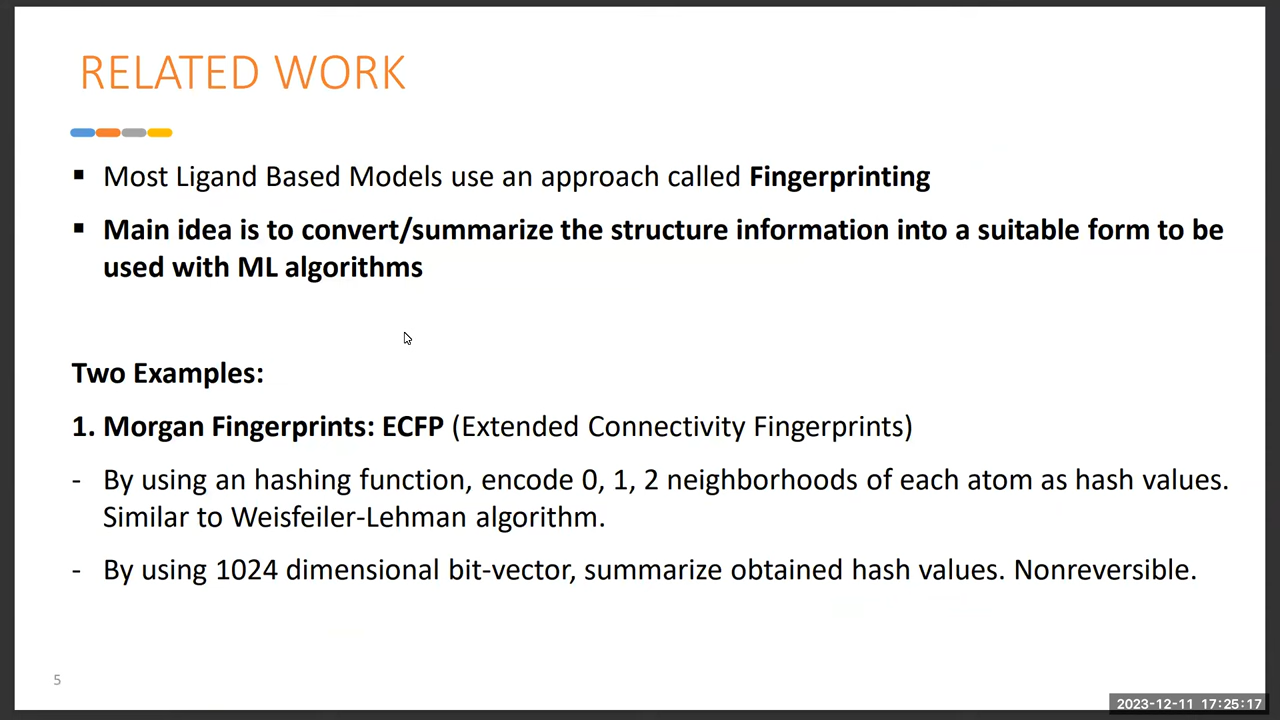 RELATED WORK
▪ Most Ligand Based Models use an approach called Fingerprinting
▪ Main idea is to convert/summarize the structure information into a suitable form to be
used with ML algorithms
Two Examples:
1. Morgan Fingerprints: ECFP (Extended Connectivity Fingerprints)
- By using an hashing function, encode 0, 1, 2 neighborhoods of each atom as hash values.
Similar to Weisfeiler-Lehman algorithm.
- By using 1024 dimensional bit-vector, summarize obtained hash values. Nonreversible.
5
2023-12-11 17:25:17